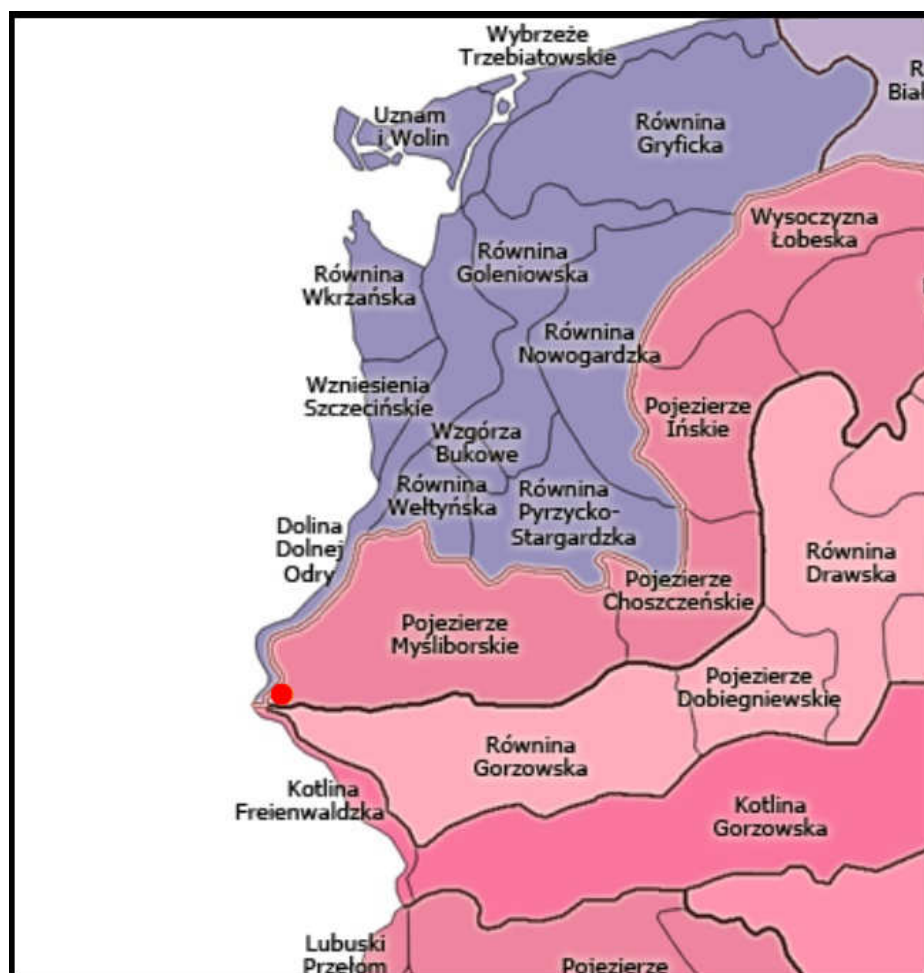 Wybrzeże
Trzebiatowskie
Uznam
i Wolin
Równina
Gryficka
R
Biał
Wysoczyzna
Łobeska
Równina
Goleniowska
Równina
Wkrzańska
Równina
Nowogardzka
Wzniesienia
Szczecińskie
Pojezierze
Ińskie
Wzgórza
Bukowe
Równina
Wełtyńska
Równina
Pyrzycko-
Stargardzka
Dolina
Dolnej
Odry
Równina
Drawska
Pojezierze
Choszczeńskie
Pojezierze
Myśliborskie
Pojezierze
Dobiegniewskie
Równina
Gorzowska
Kotlina
Freienwaldzka
Kotlina
Gorzowska
Lubuski
Przełom
Pojezierze